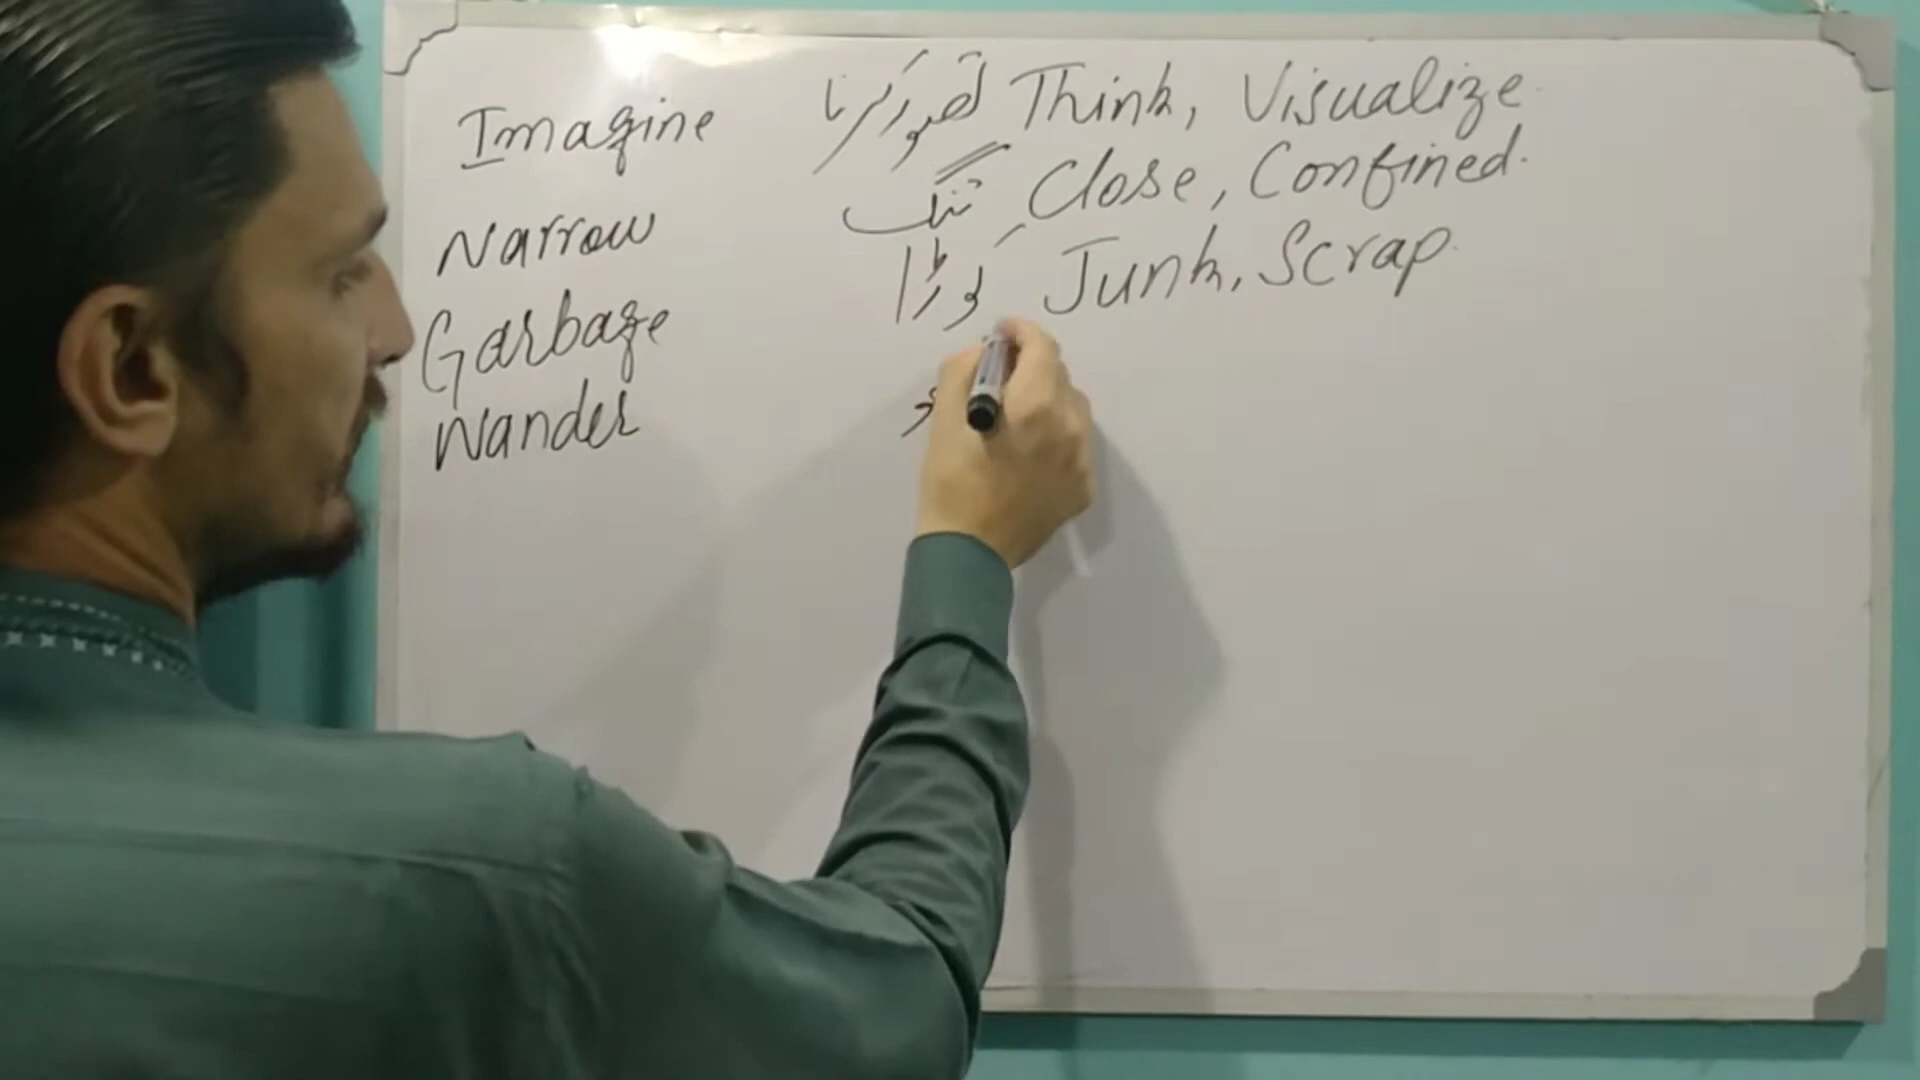 Imagine تصور کرنا Think, Visualize
Narrow تنگ Close, Confined.
Garbage کوڑا Junk, Scrap.
Wander